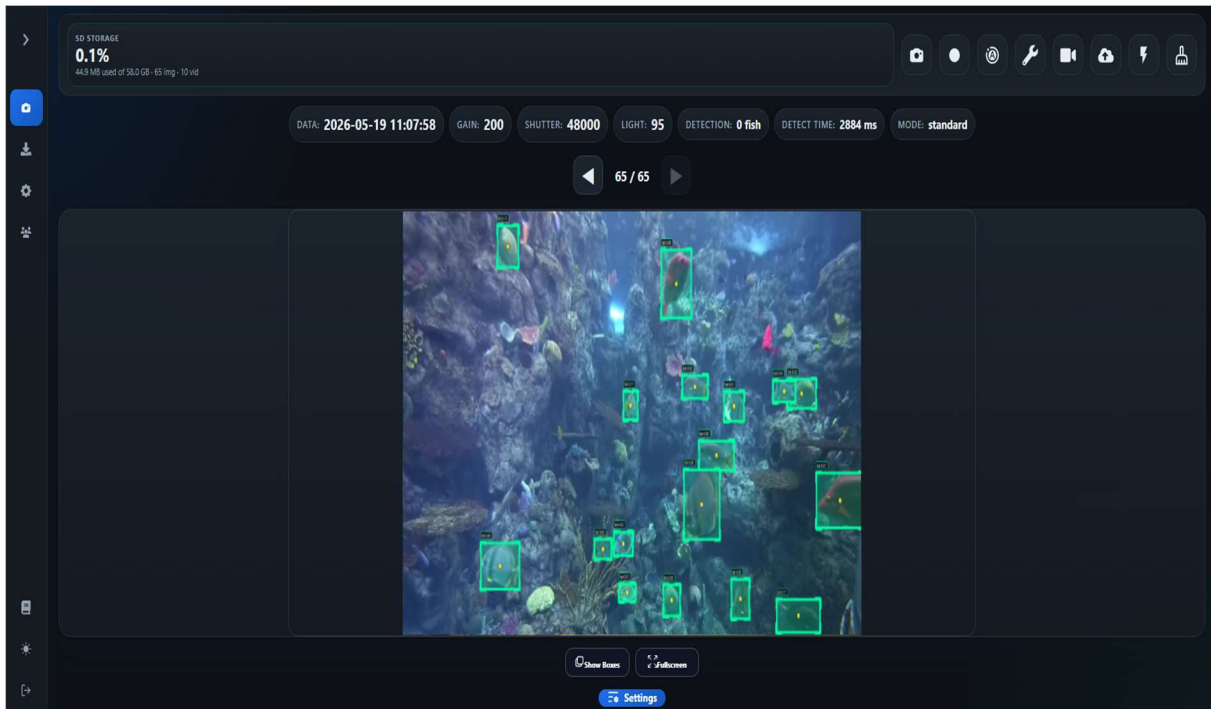 SD STORAGE
0.1%
44.9 MB used of 58.0 GB - 65 img - 10 vid
DATA: 2026-05-19 11:07:58 GAIN: 200 SHUTTER: 48000 LIGHT: 95 DETECTION: 0 fish DETECT TIME: 2884 ms MODE: standard
65 / 65
Show Boxes Fullscreen
Settings